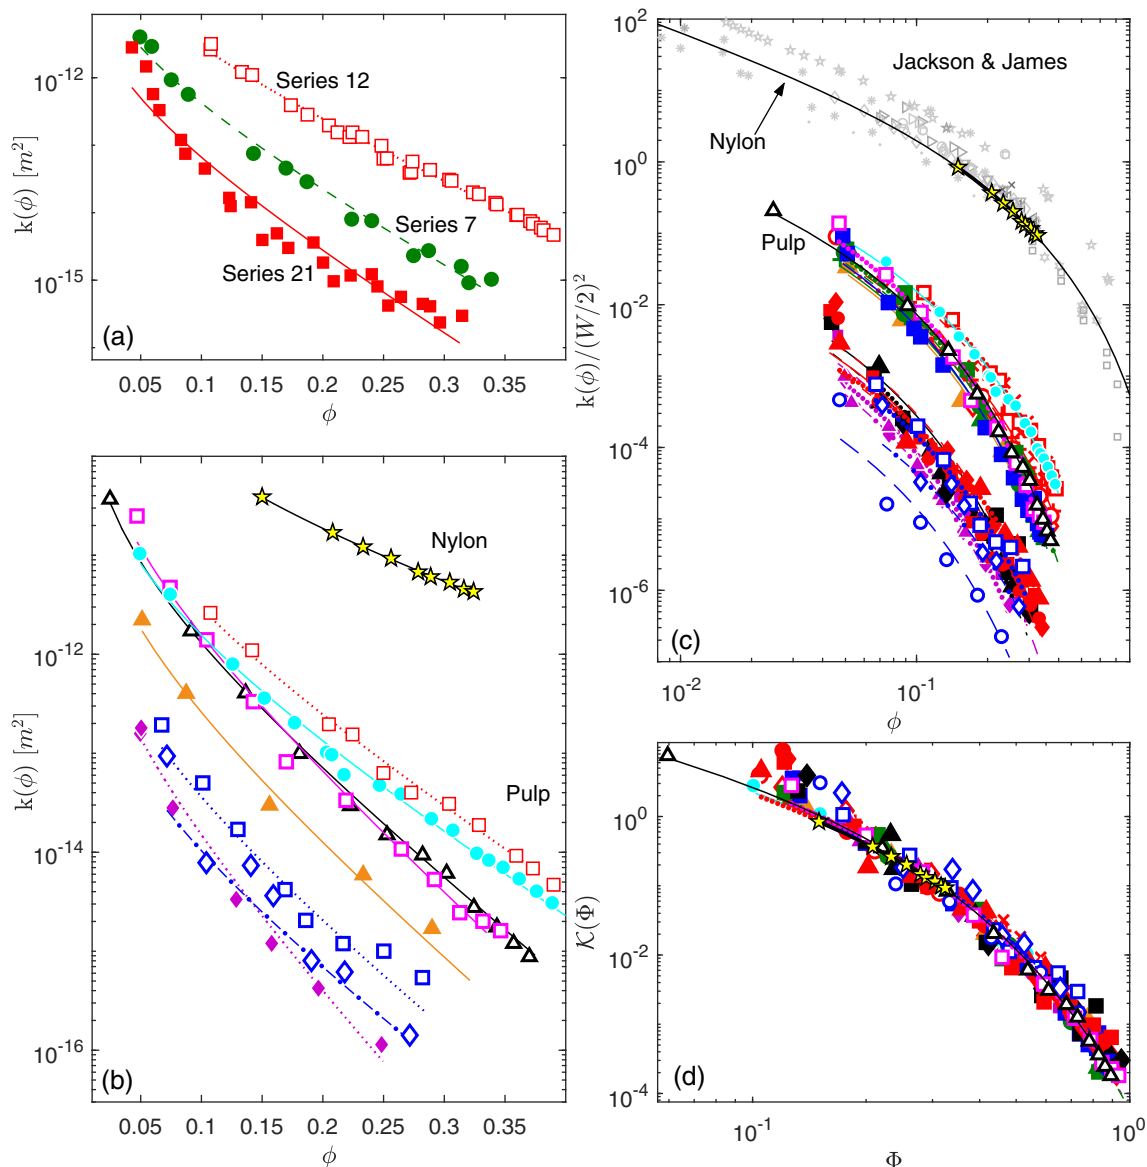 10^-12
10^-15
k(ϕ) [m^2]
Series 12
Series 7
Series 21
(a)
0.05 0.1 0.15 0.2 0.25 0.3 0.35
ϕ
10^-12
10^-14
10^-16
k(ϕ) [m^2]
Nylon
Pulp
(b)
0.05 0.1 0.15 0.2 0.25 0.3 0.35
ϕ
10^2
10^0
10^-2
10^-4
10^-6
k(ϕ)/(W/2)^2
Jackson & James
Nylon
Pulp
(c)
10^-2 10^-1
ϕ
10^0
10^-2
10^-4
𝒦(Φ)
(d)
10^-1 10^0
Φ